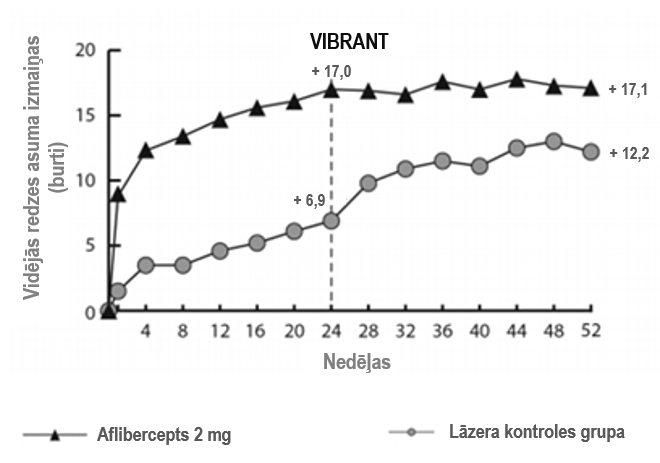 VIBRANT
Vidējās redzes asuma izmaiņas
(burti)
20
15
10
5
0
+ 17,0
+ 17,1
+ 6,9
+ 12,2
4 8 12 16 20 24 28 32 36 40 44 48 52
Nedēļas
Aflibercepts 2 mg
Lāzera kontroles grupa